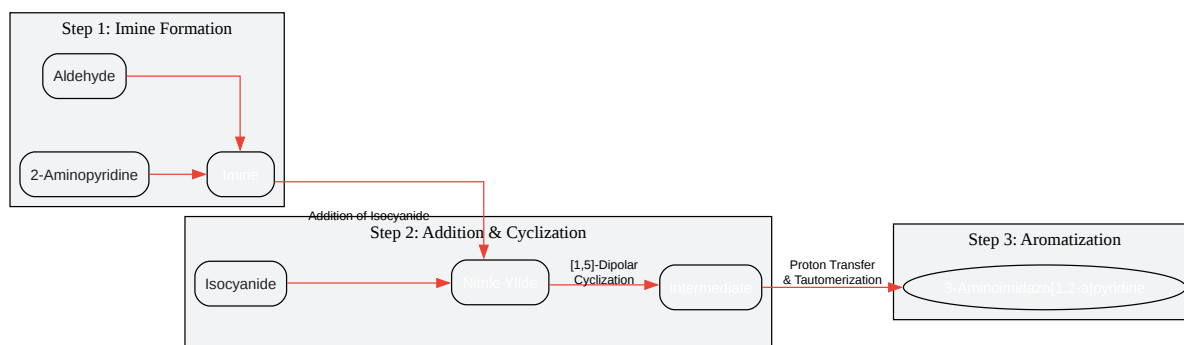 Step 1: Imine Formation
Aldehyde
2-Aminopyridine
Imine
Addition of Isocyanide
Step 2: Addition & Cyclization
Isocyanide
Nitrile Ylide
[1,5]-Dipolar
Cyclization
Intermediate
Proton Transfer
& Tautomerization
Step 3: Aromatization
3-Aminoimidazo[1,2-a]pyridine